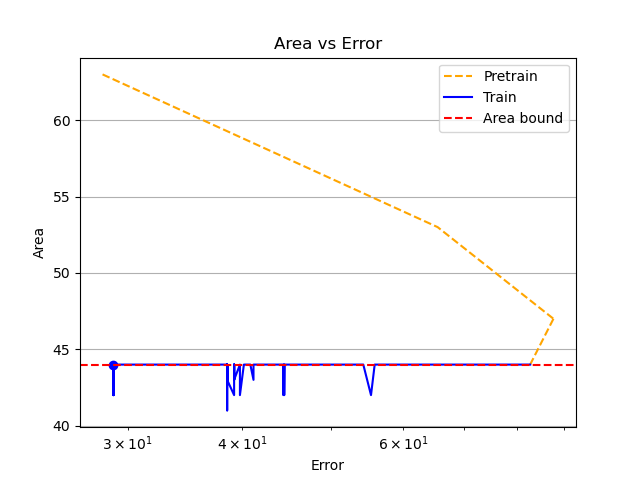 Area vs Error
Pretrain
Train
Area bound
60
55
50
45
40
Area
3 × 10¹
4 × 10¹
6 × 10¹
Error